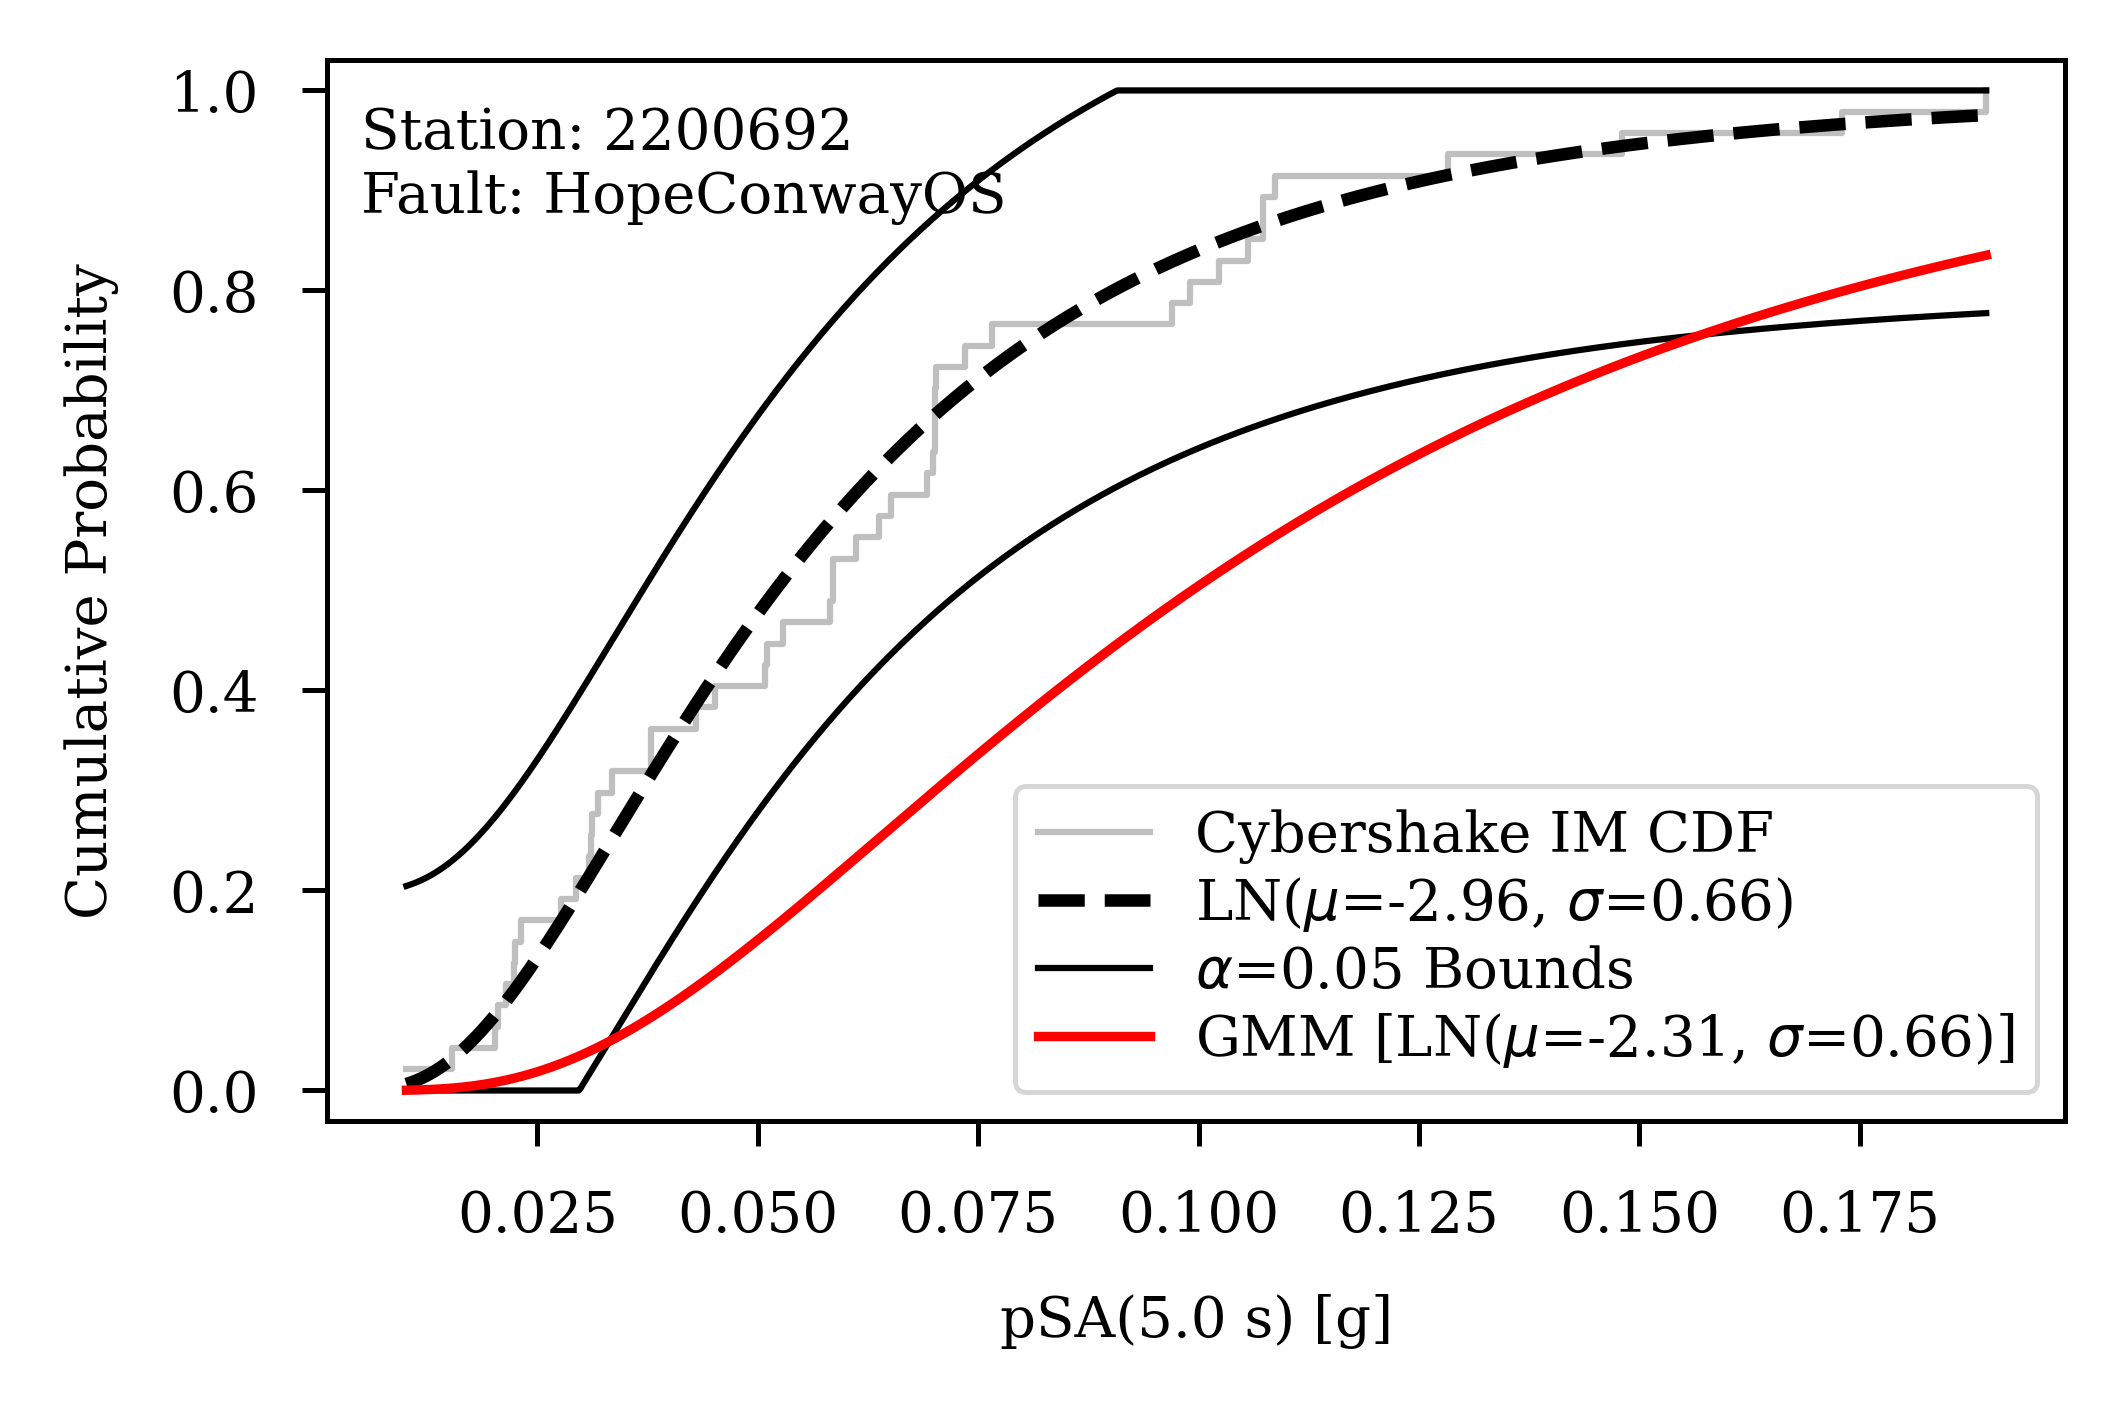 Station: 2200692
Fault: HopeConwayOS
Cumulative Probability
1.0
0.8
0.6
0.4
0.2
0.0
Cybershake IM CDF
LN(μ=-2.96, σ=0.66)
α=0.05 Bounds
GMM [LN(μ=-2.31, σ=0.66)]
0.025 0.050 0.075 0.100 0.125 0.150 0.175
pSA(5.0 s) [g]